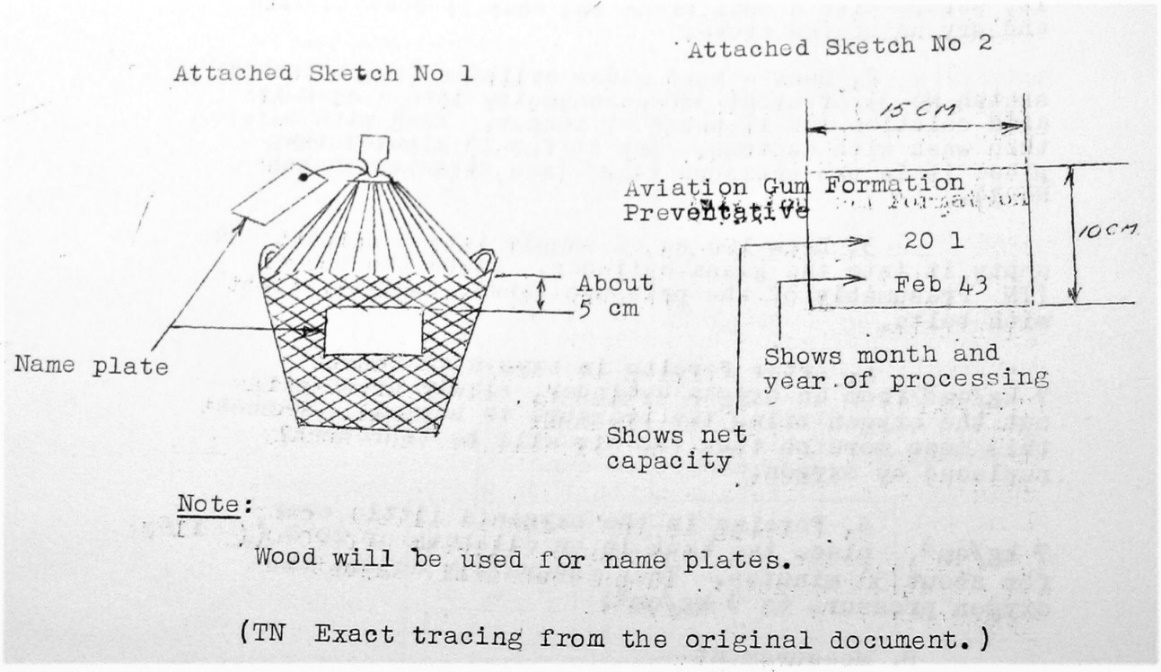 Attached Sketch No 1
Name plate
About
5 cm
Attached Sketch No 2
15 CM
Aviation Gum Formation
Preventative
10 CM
20 l
Feb 43
Shows month and
year of processing
Shows net
capacity
Note:
Wood will be used for name plates.
(TN Exact tracing from the original document.)